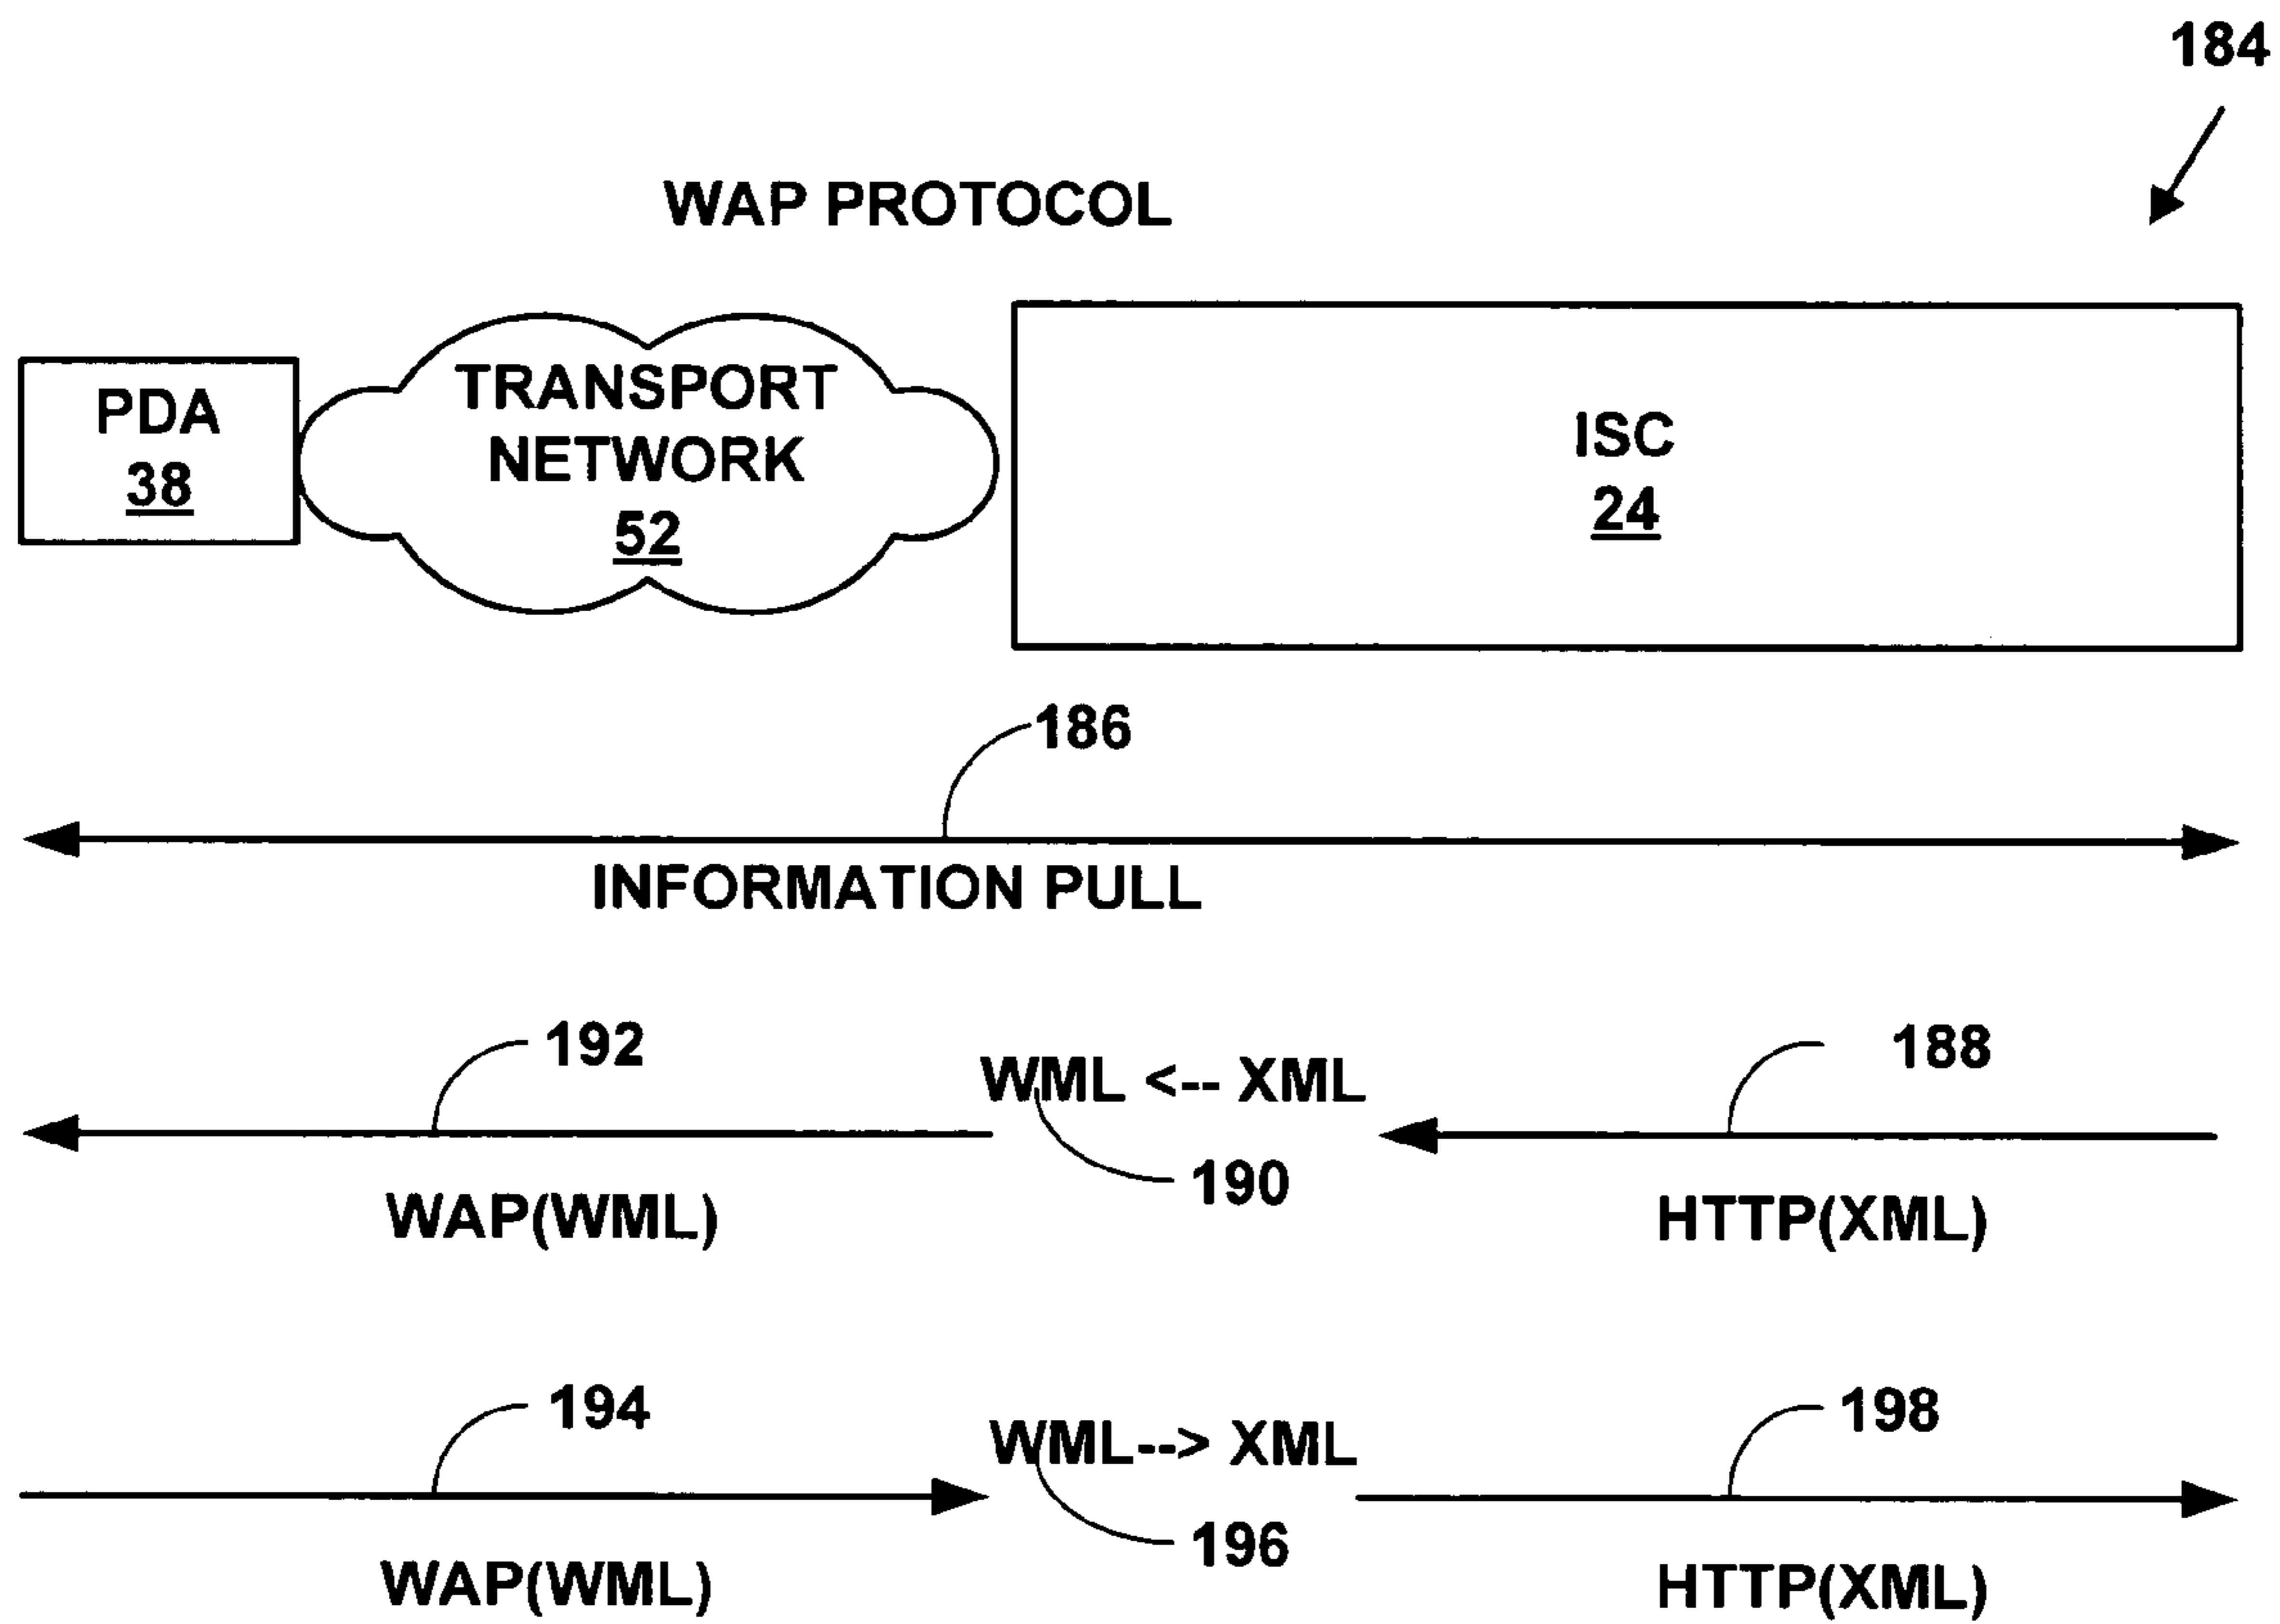 184
WAP PROTOCOL
PDA
38
TRANSPORT
NETWORK
52
ISC
24
186
INFORMATION PULL
192
WML <-- XML
188
190
WAP(WML)
HTTP(XML)
194
WML--> XML
198
196
WAP(WML)
HTTP(XML)